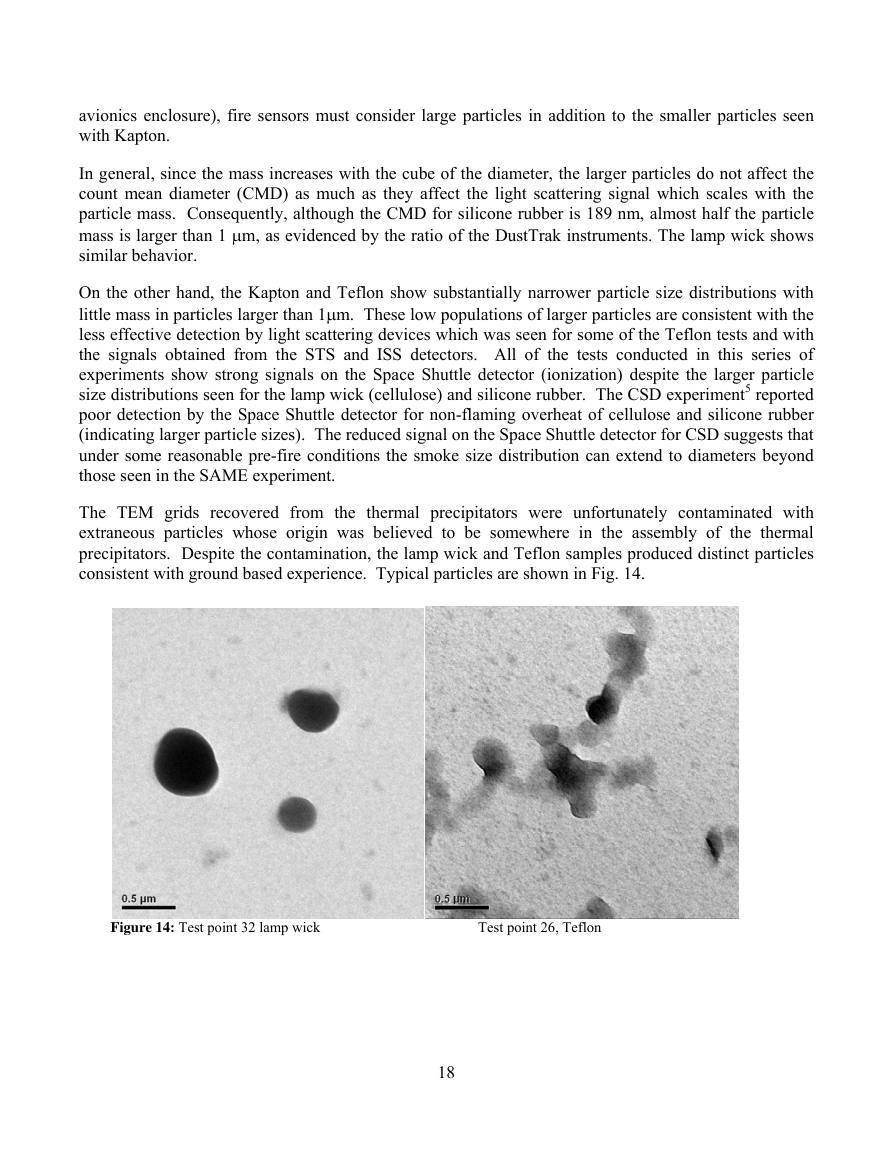 avionics enclosure), fire sensors must consider large particles in addition to the smaller particles seen
with Kapton.
In general, since the mass increases with the cube of the diameter, the larger particles do not affect the
count mean diameter (CMD) as much as they affect the light scattering signal which scales with the
particle mass. Consequently, although the CMD for silicone rubber is 189 nm, almost half the particle
mass is larger than 1 μm, as evidenced by the ratio of the DustTrak instruments. The lamp wick shows
similar behavior.
On the other hand, the Kapton and Teflon show substantially narrower particle size distributions with
little mass in particles larger than 1μm. These low populations of larger particles are consistent with the
less effective detection by light scattering devices which was seen for some of the Teflon tests and with
the signals obtained from the STS and ISS detectors. All of the tests conducted in this series of
experiments show strong signals on the Space Shuttle detector (ionization) despite the larger particle
size distributions seen for the lamp wick (cellulose) and silicone rubber. The CSD experiment5 reported
poor detection by the Space Shuttle detector for non-flaming overheat of cellulose and silicone rubber
(indicating larger particle sizes). The reduced signal on the Space Shuttle detector for CSD suggests that
under some reasonable pre-fire conditions the smoke size distribution can extend to diameters beyond
those seen in the SAME experiment.
The TEM grids recovered from the thermal precipitators were unfortunately contaminated with
extraneous particles whose origin was believed to be somewhere in the assembly of the thermal
precipitators. Despite the contamination, the lamp wick and Teflon samples produced distinct particles
consistent with ground based experience. Typical particles are shown in Fig. 14.
0.5 μm
0.5 μm
Figure 14: Test point 32 lamp wick
Test point 26, Teflon
18